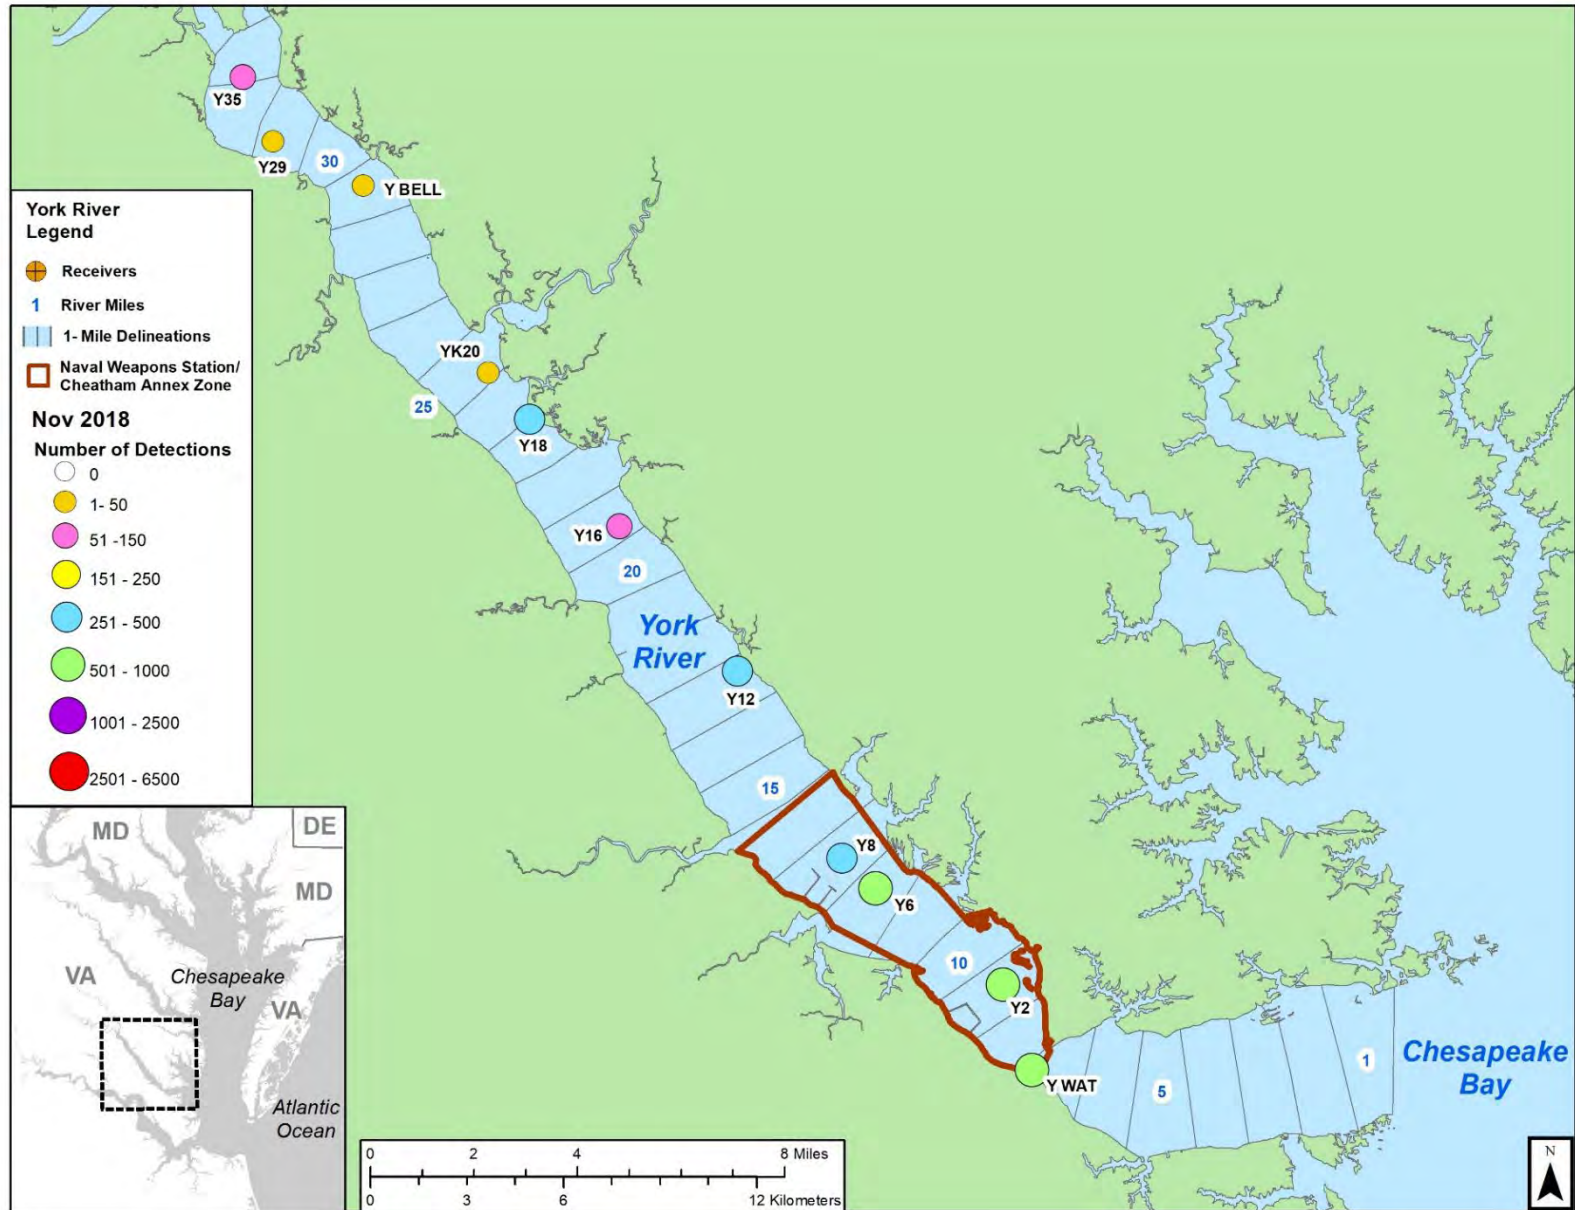 Y35
Y29
30
Y BELL
York River
Legend
Receivers
1 River Miles
1- Mile Delineations
Naval Weapons Station/
Cheatham Annex Zone
Nov 2018
Number of Detections
0
1- 50
51 -150
151 - 250
251 - 500
501 - 1000
1001 - 2500
2501 - 6500
YK20
25
Y18
Y16
20
York
River
Y12
15
Y8
Y6
10
Y2
Y WAT
5
1
Chesapeake
Bay
MD
DE
MD
VA
Chesapeake
Bay
VA
Atlantic
Ocean
0 2 4 8 Miles
0 3 6 12 Kilometers
N